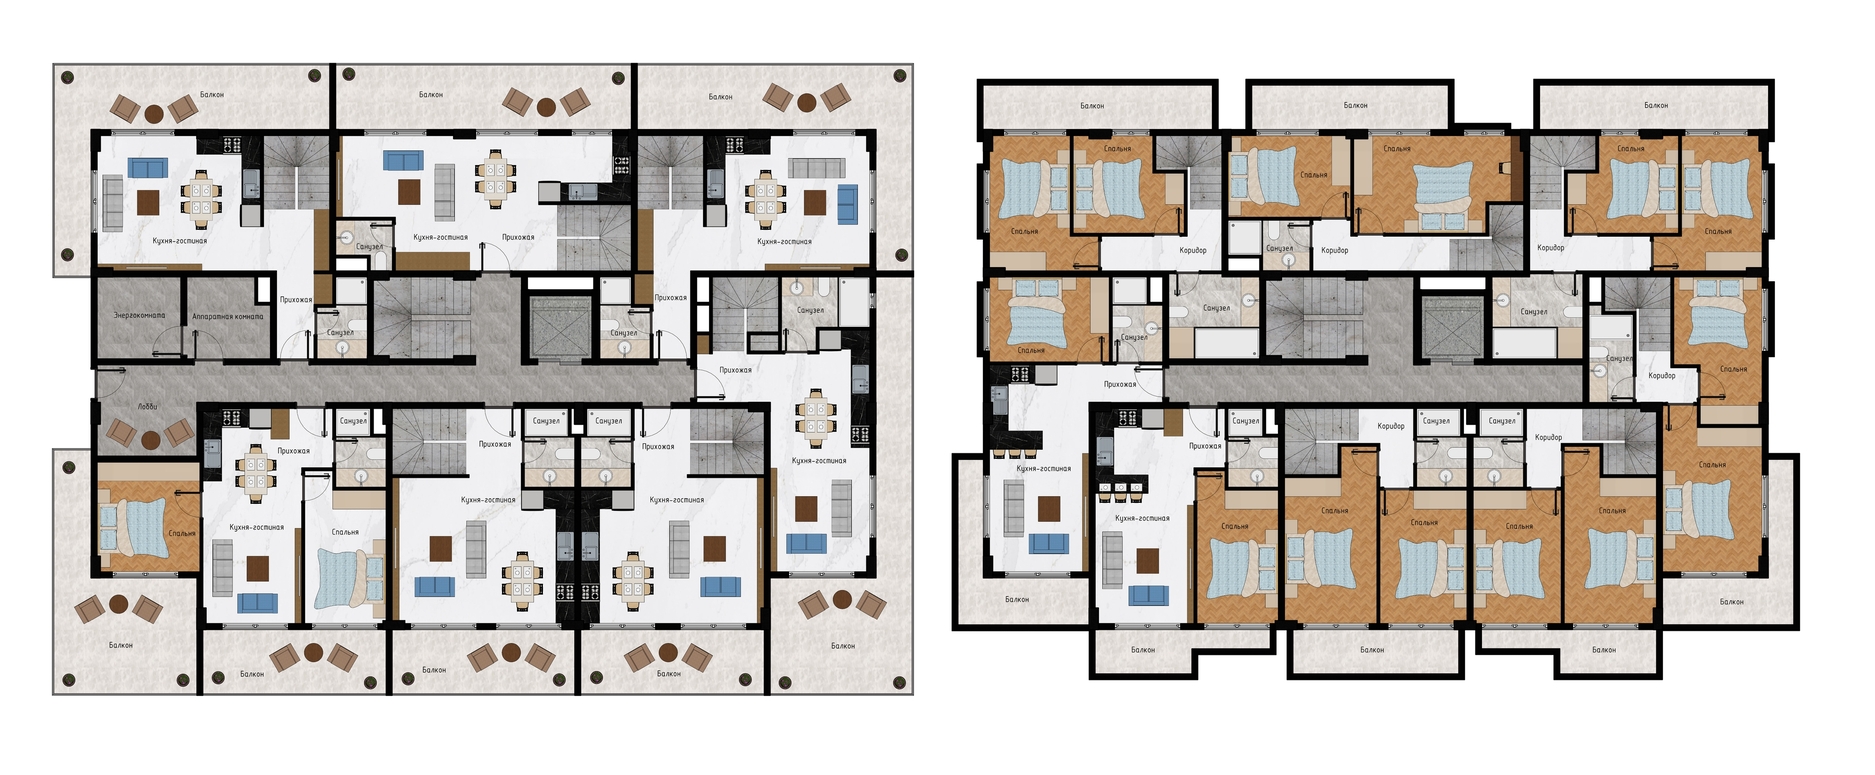 Балкон
Балкон
Балкон
Кухня-гостиная
Санузел
Кухня-гостиная
Прихожая
Кухня-гостиная
Энергокомната
Аппаратная комната
Прихожая
Санузел
Санузел
Прихожая
Санузел
Прихожая
Лобби
Прихожая
Санузел
Прихожая
Санузел
Санузел
Прихожая
Кухня-гостиная
Спальня
Кухня-гостиная
Спальня
Кухня-гостиная
Кухня-гостиная
Балкон
Балкон
Балкон
Балкон
Балкон
Балкон
Балкон
Балкон
Спальня
Спальня
Спальня
Спальня
Спальня
Спальня
Коридор
Санузел
Коридор
Коридор
Спальня
Спальня
Санузел
Санузел
Санузел
Санузел
Спальня
Прихожая
Коридор
Спальня
Кухня-гостиная
Прихожая
Санузел
Коридор
Санузел
Санузел
Коридор
Спальня
Кухня-гостиная
Спальня
Спальня
Спальня
Спальня
Спальня
Балкон
Балкон
Балкон
Балкон
Балкон